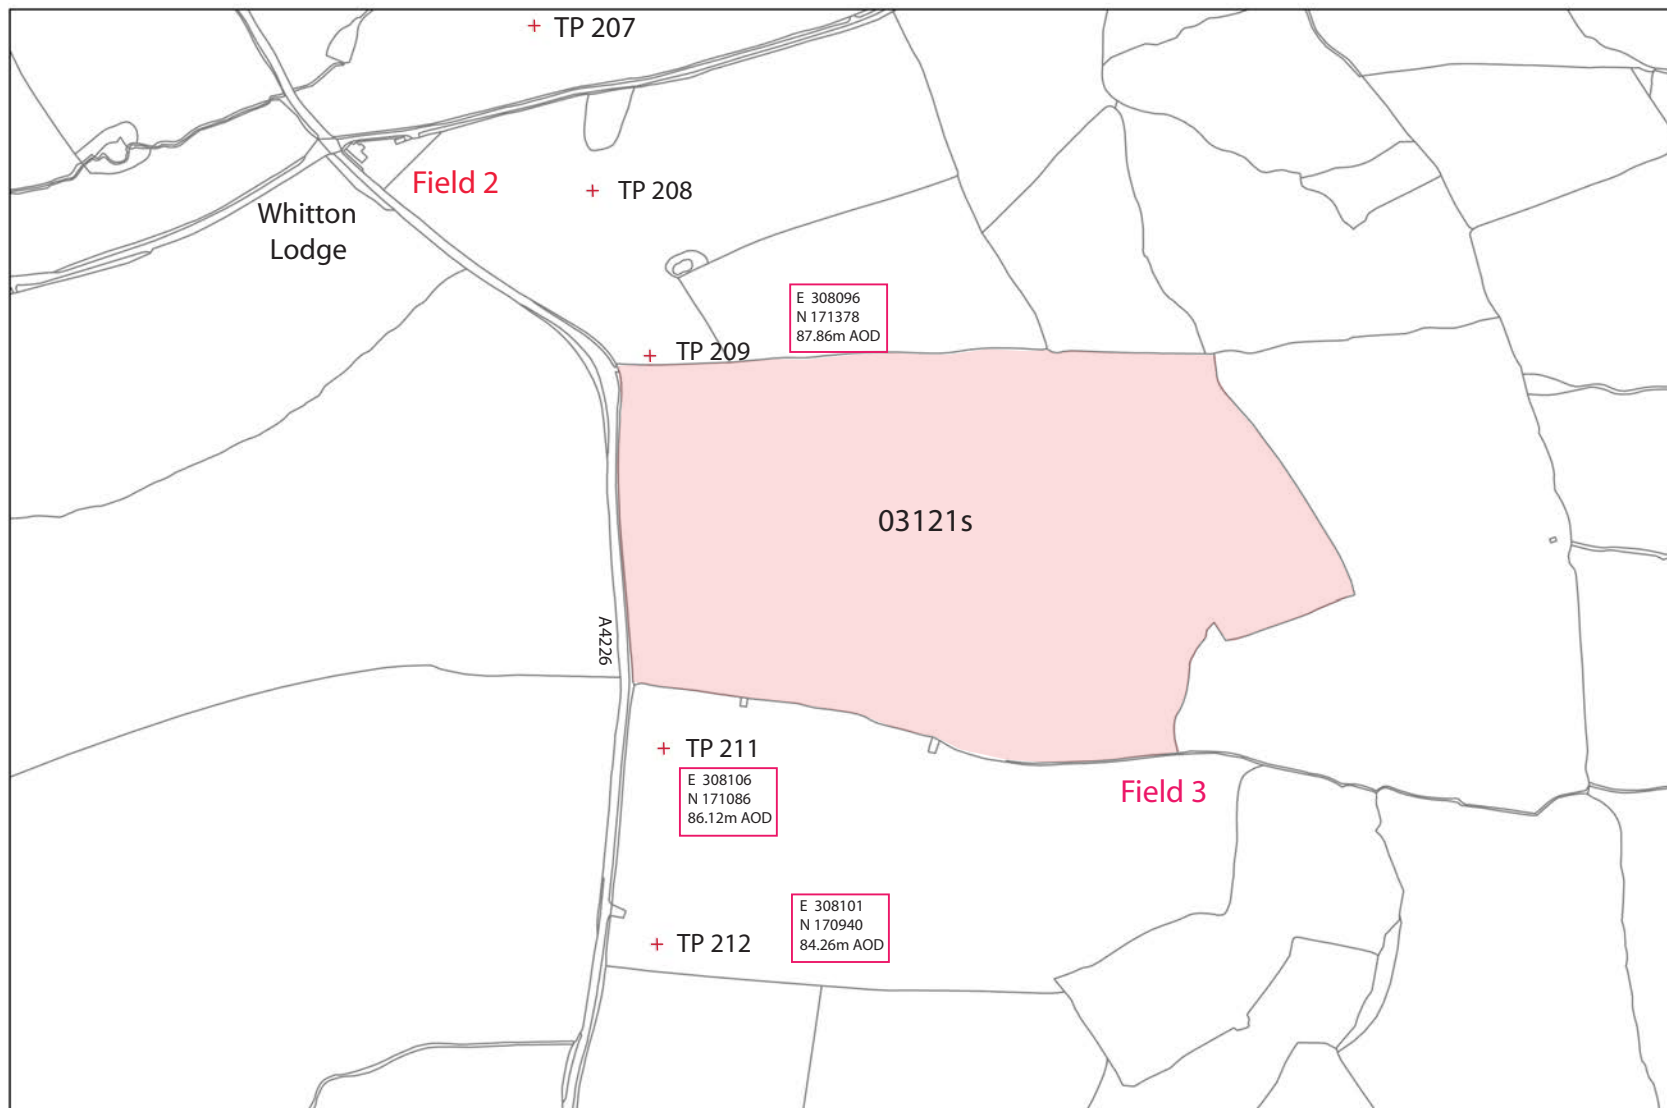 TP 207
Field 2
TP 208
Whitton
Lodge
E 308096
N 171378
87.86m AOD
TP 209
03121s
A4226
TP 211
E 308106
N 171086
86.12m AOD
Field 3
E 308101
N 170940
84.26m AOD
TP 212